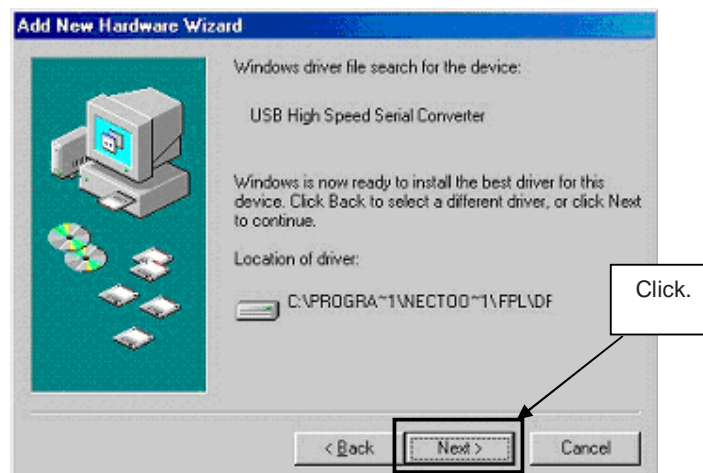 Add New Hardware Wizard
Windows driver file search for the device:
USB High Speed Serial Converter
Windows is now ready to install the best driver for this
device. Click Back to select a different driver, or click Next
to continue.
Location of driver:
C:\PROGRA~1\NECTOO~1\FPL\DF
Click.
< Back
Next >
Cancel